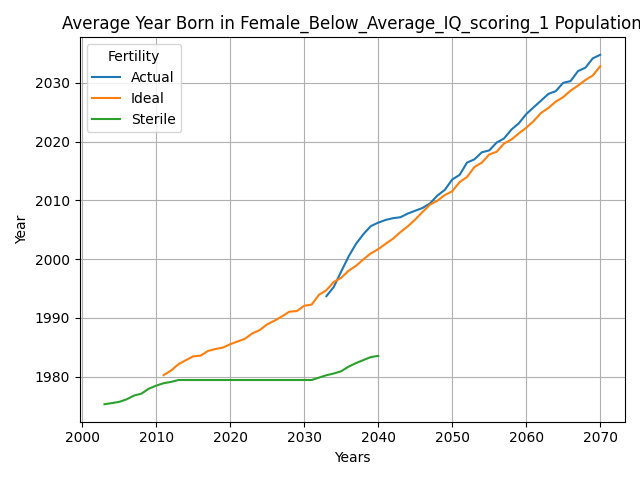 Average Year Born in Female_Below_Average_IQ_scoring_1 Population
Fertility
Actual
Ideal
Sterile
Year
2030
2020
2010
2000
1990
1980
2000 2010 2020 2030 2040 2050 2060 2070
Years